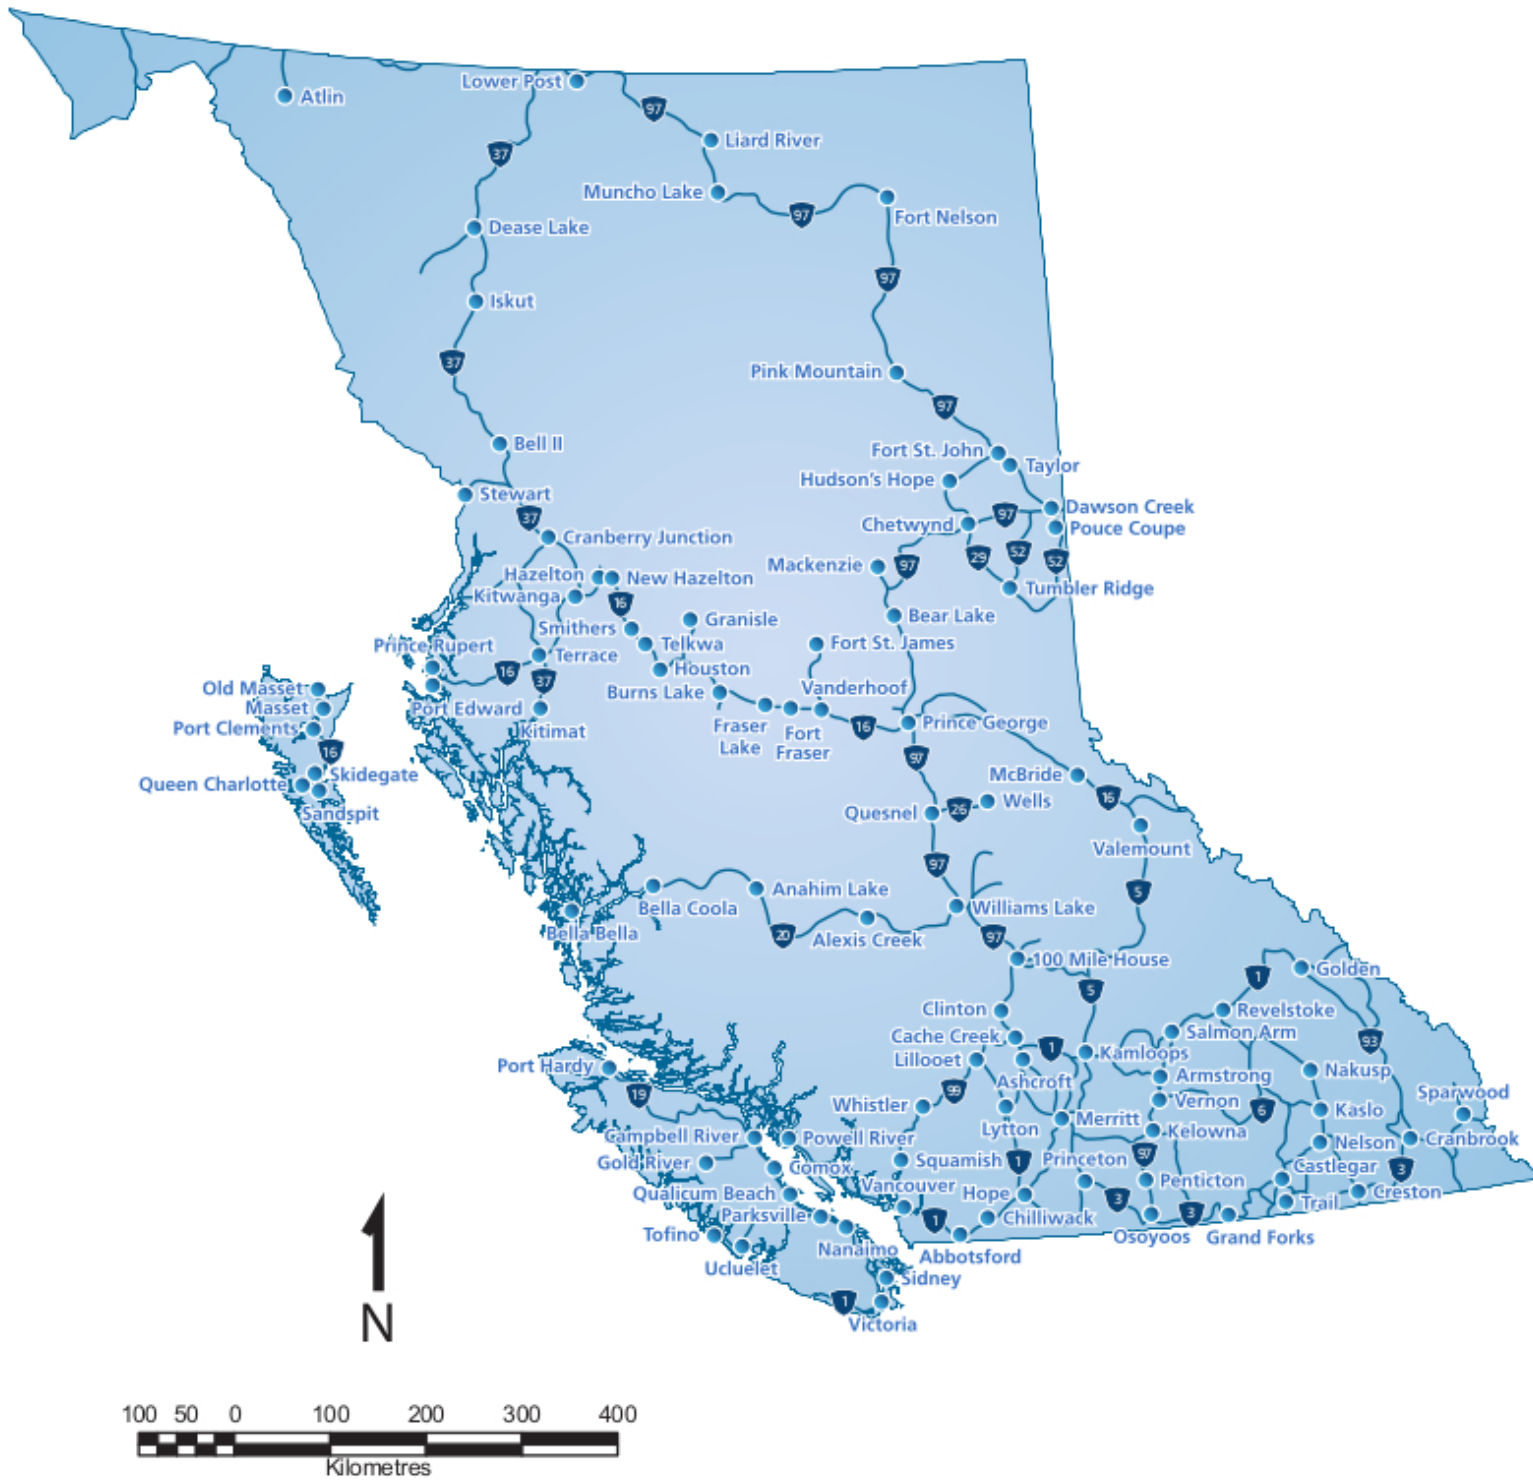 Atlin
Lower Post
97
Liard River
37
Muncho Lake
97
Fort Nelson
Dease Lake
97
Iskut
37
Pink Mountain
97
Bell II
Fort St. John
Taylor
Hudson's Hope
Stewart
Dawson Creek
97
37
Chetwynd
Pouce Coupe
Cranberry Junction
52
29
52
Mackenzie
97
Hazelton
New Hazelton
Tumbler Ridge
Kitwanga
16
Bear Lake
Granisle
Smithers
Prince Rupert
Telkwa
Fort St. James
Terrace
16
Houston
37
Old Masset
Burns Lake
Vanderhoof
Masset
Port Edward
Port Clements
Kitimat
Fraser
Lake
Fort
Fraser
16
Prince George
16
97
Skidegate
McBride
Queen Charlotte
16
Sandspit
Quesnel
26
Wells
Valemount
97
5
Anahim Lake
Bella Coola
Williams Lake
Bella Bella
20
Alexis Creek
97
100 Mile House
1
Golden
5
Clinton
Revelstoke
Cache Creek
Salmon Arm
1
93
Lillooet
Kamloops
Port Hardy
Ashcroft
Armstrong
Nakusp
19
99
Sparwood
Whistler
Vernon
6
Kaslo
Lytton
Merritt
Campbell River
Powell River
Kelowna
Nelson
Cranbrook
Gold River
Comox
Squamish
1
Princeton
97
Castlegar
3
Qualicum Beach
Vancouver
Hope
Penticton
Creston
3
Trail
Parksville
1
Chilliwack
3
Tofino
Nanaimo
Abbotsford
Osoyoos
Grand Forks
Ucluelet
Sidney
1
Victoria
N
100 50 0 100 200 300 400
Kilometres